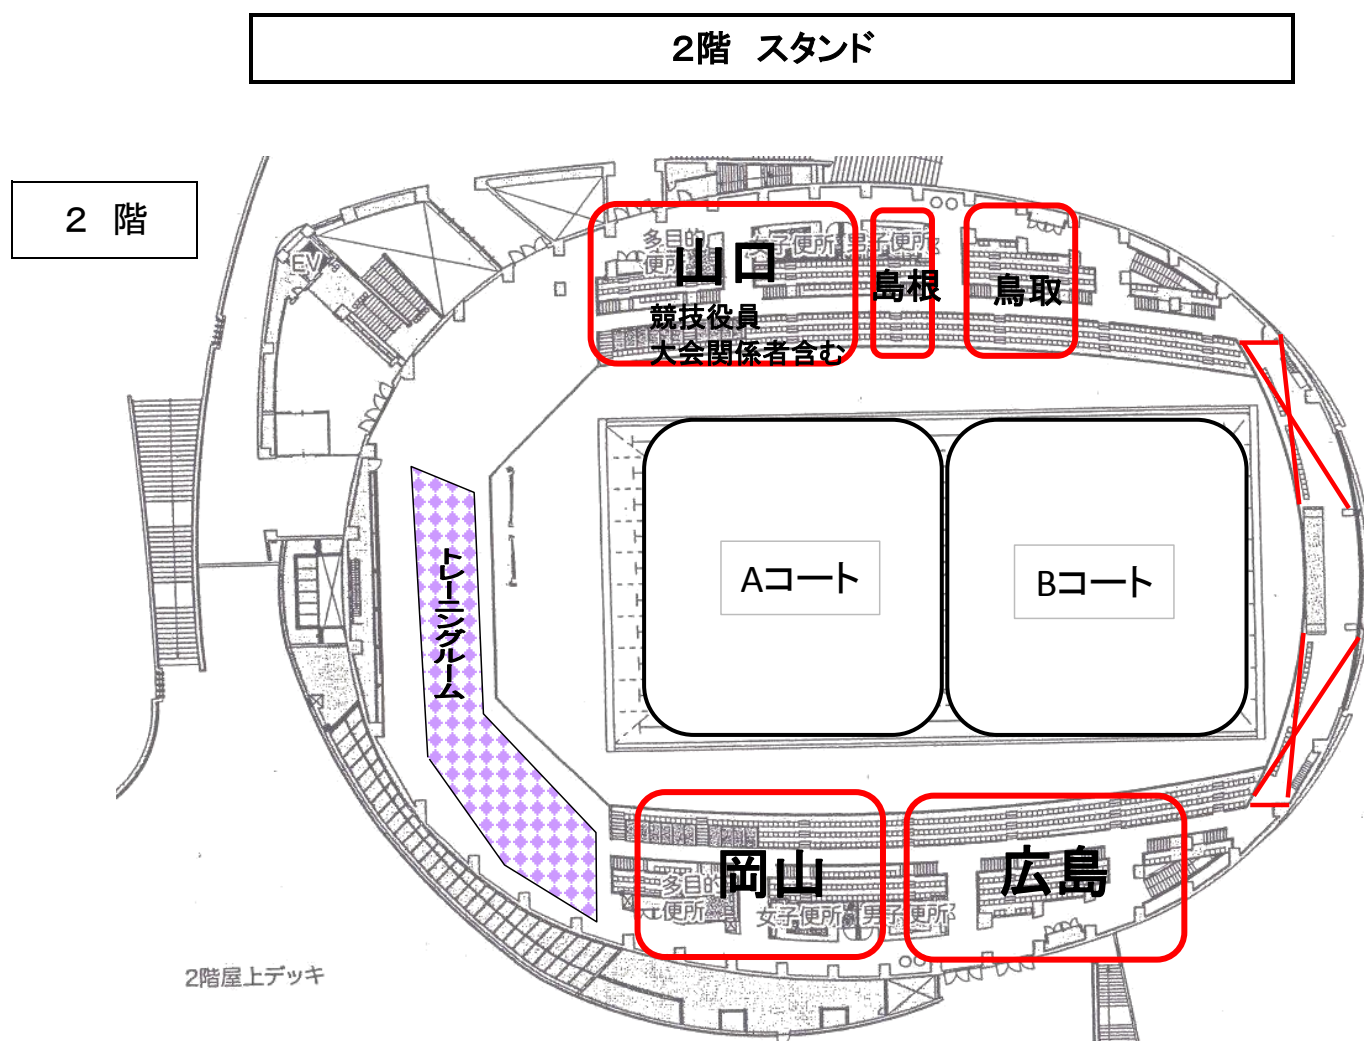 ２階　スタンド
２　階
EV
多目的
便所
女子便所
男子便所
山口
競技役員
大会関係者含む
島根
鳥取
Aコート
Bコート
トレーニングルーム
岡山
広島
多目的
便所
女子便所
男子便所
2階屋上デッキ